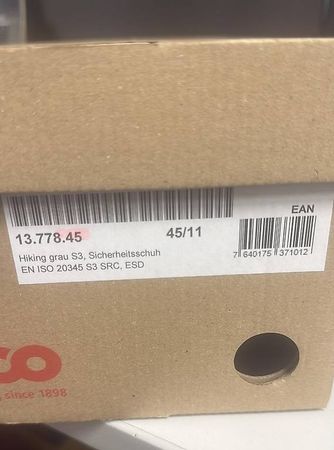 EAN
13.778.45 45/11
Hiking grau S3, Sicherheitsschuh
EN ISO 20345 S3 SRC, ESD
7 640175 371012
co
since 1898